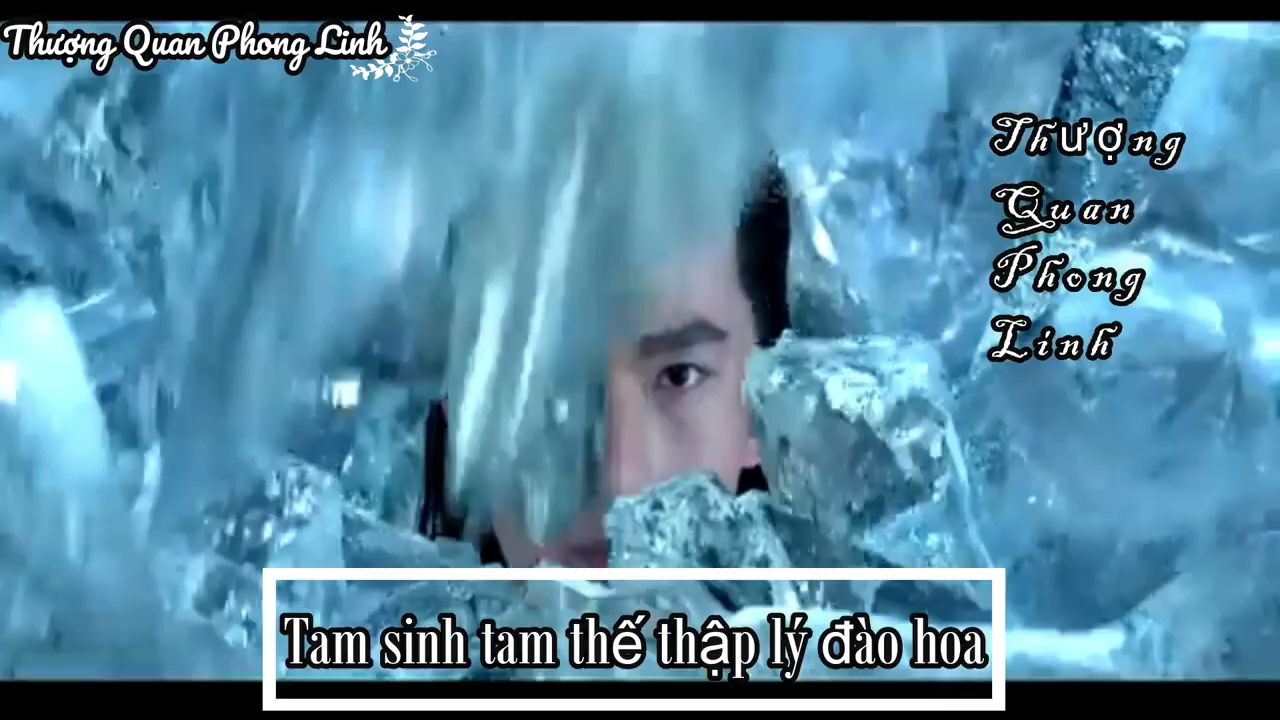 Thượng Quan Phong Linh
Thượng
Quan
Phong
Linh
Tam sinh tam thế thập lý đào hoa